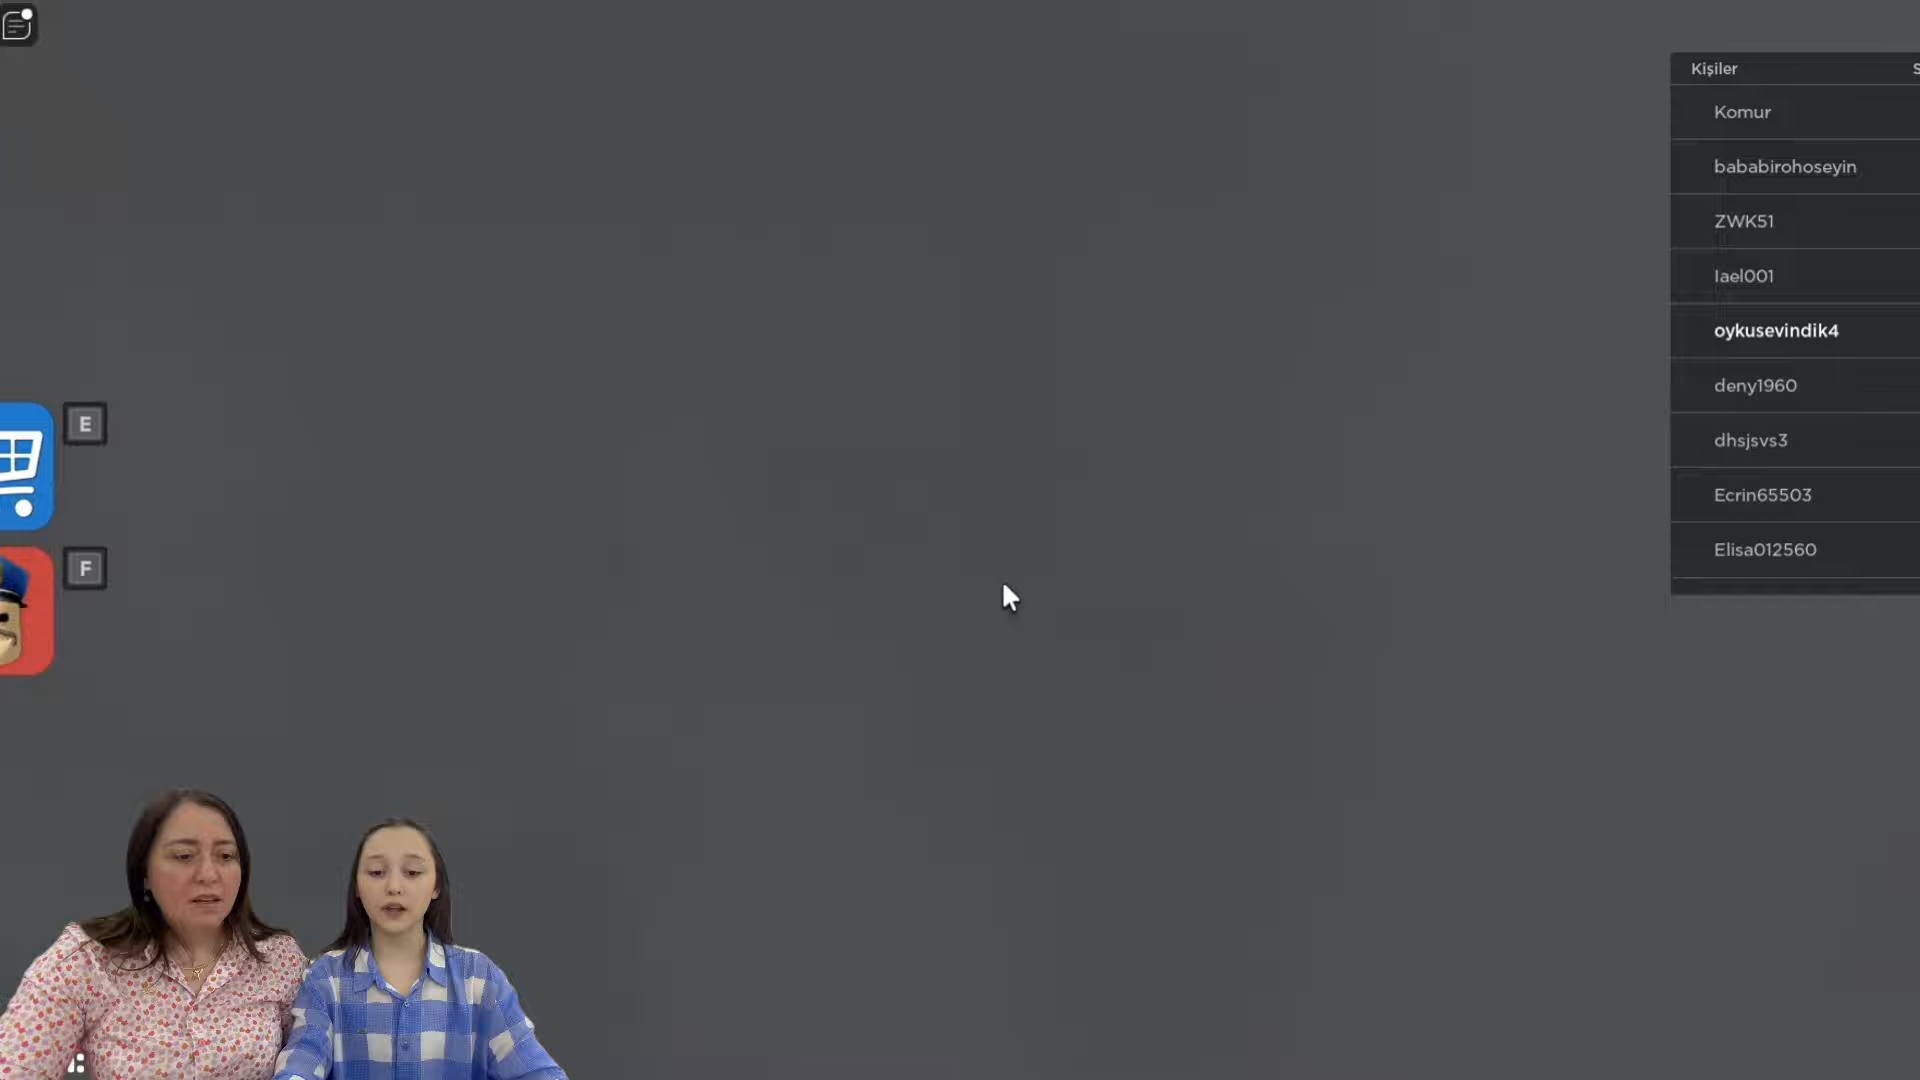 Kişiler
S
Komur
bababirohoseyin
ZWK51
lael001
oykusevindik4
deny1960
dhsjsvs3
Ecrin65503
Elisa012560
E
F